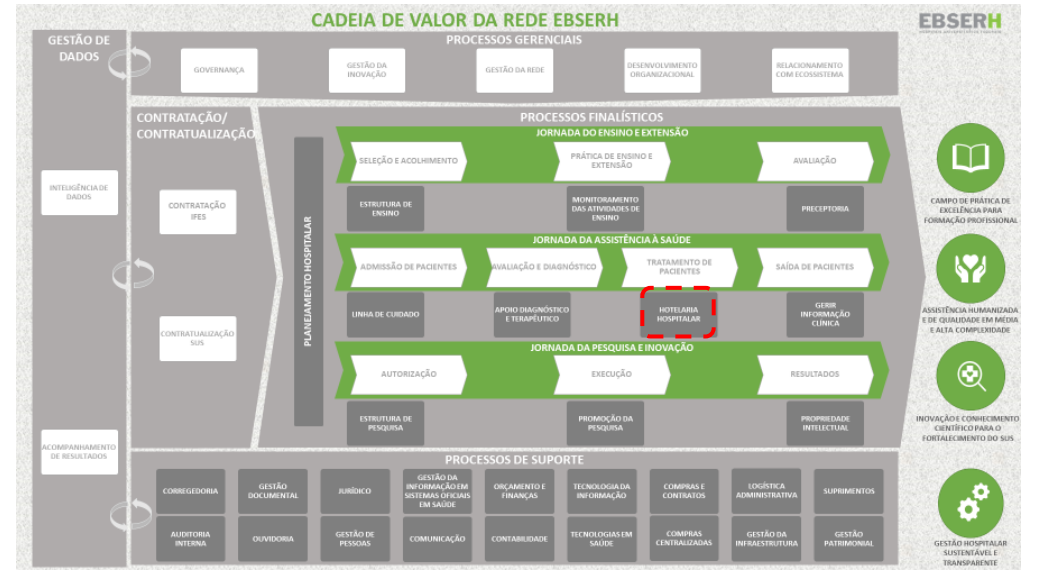 CADEIA DE VALOR DA REDE EBSERH
EBSERH
GESTÃO DE
DADOS
PROCESSOS GERENCIAIS
GOVERNANÇA
GESTÃO DA
INOVAÇÃO
GESTÃO DA REDE
DESENVOLVIMENTO
ORGANIZACIONAL
RELACIONAMENTO
COM ECOSSISTEMA
CONTRATAÇÃO/
CONTRATUALIZAÇÃO
PROCESSOS FINALÍSTICOS
JORNADA DO ENSINO E EXTENSÃO
SELEÇÃO E ACOLHIMENTO
PRÁTICA DE ENSINO E
EXTENSÃO
AVALIAÇÃO
INTELIGÊNCIA DE
DADOS
CONTRATAÇÃO
IFES
ESTRUTURA DE
ENSINO
MONITORAMENTO
DAS ATIVIDADES DE
ENSINO
PRECEPTORIA
CAMPO DE PRÁTICA DE
EXCELÊNCIA PARA
FORMAÇÃO PROFISSIONAL
PLANEJAMENTO HOSPITALAR
JORNADA DA ASSISTÊNCIA À SAÚDE
ADMISSÃO DE PACIENTES
AVALIAÇÃO E DIAGNÓSTICO
TRATAMENTO DE
PACIENTES
SAÍDA DE PACIENTES
LINHA DE CUIDADO
APOIO DIAGNÓSTICO
E TERAPÊUTICO
HOTELARIA
HOSPITALAR
GERIR
INFORMAÇÃO
CLÍNICA
ASSISTÊNCIA HUMANIZADA
E DE QUALIDADE EM MÉDIA
E ALTA COMPLEXIDADE
CONTRATUALIZAÇÃO
SUS
JORNADA DA PESQUISA E INOVAÇÃO
AUTORIZAÇÃO
EXECUÇÃO
RESULTADOS
ESTRUTURA DE
PESQUISA
PROMOÇÃO DA
PESQUISA
PROPRIEDADE
INTELECTUAL
INOVAÇÃO E CONHECIMENTO
CIENTÍFICO PARA O
FORTALECIMENTO DO SUS
ACOMPANHAMENTO
DE RESULTADOS
PROCESSOS DE SUPORTE
CORREGEDORIA
GESTÃO
DOCUMENTAL
JURÍDICO
GESTÃO DA
INFORMAÇÃO EM
SISTEMAS OFICIAIS
EM SAÚDE
ORÇAMENTO E
FINANÇAS
TECNOLOGIA DA
INFORMAÇÃO
COMPRAS E
CONTRATOS
LOGÍSTICA
ADMINISTRATIVA
SUPRIMENTOS
AUDITORIA
INTERNA
OUVIDORIA
GESTÃO DE
PESSOAS
COMUNICAÇÃO
CONTABILIDADE
TECNOLOGIAS EM
SAÚDE
COMPRAS
CENTRALIZADAS
GESTÃO DA
INFRAESTRUTURA
GESTÃO
PATRIMONIAL
GESTÃO HOSPITALAR
SUSTENTÁVEL E
TRANSPARENTE